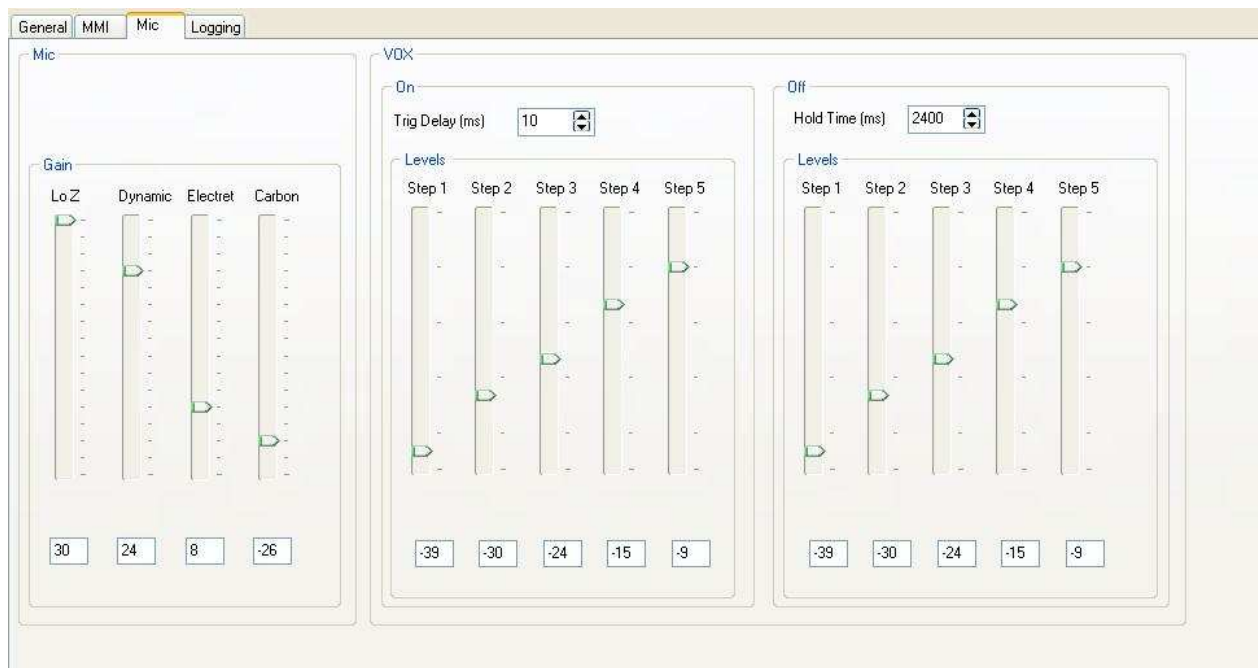 General MMI Mic Logging
Mic
Gain
Lo Z Dynamic Electret Carbon
30 24 8 -26
VOX
On
Trig Delay (ms) 10
Levels
Step 1 Step 2 Step 3 Step 4 Step 5
-39 -30 -24 -15 -9
Off
Hold Time (ms) 2400
Levels
Step 1 Step 2 Step 3 Step 4 Step 5
-39 -30 -24 -15 -9